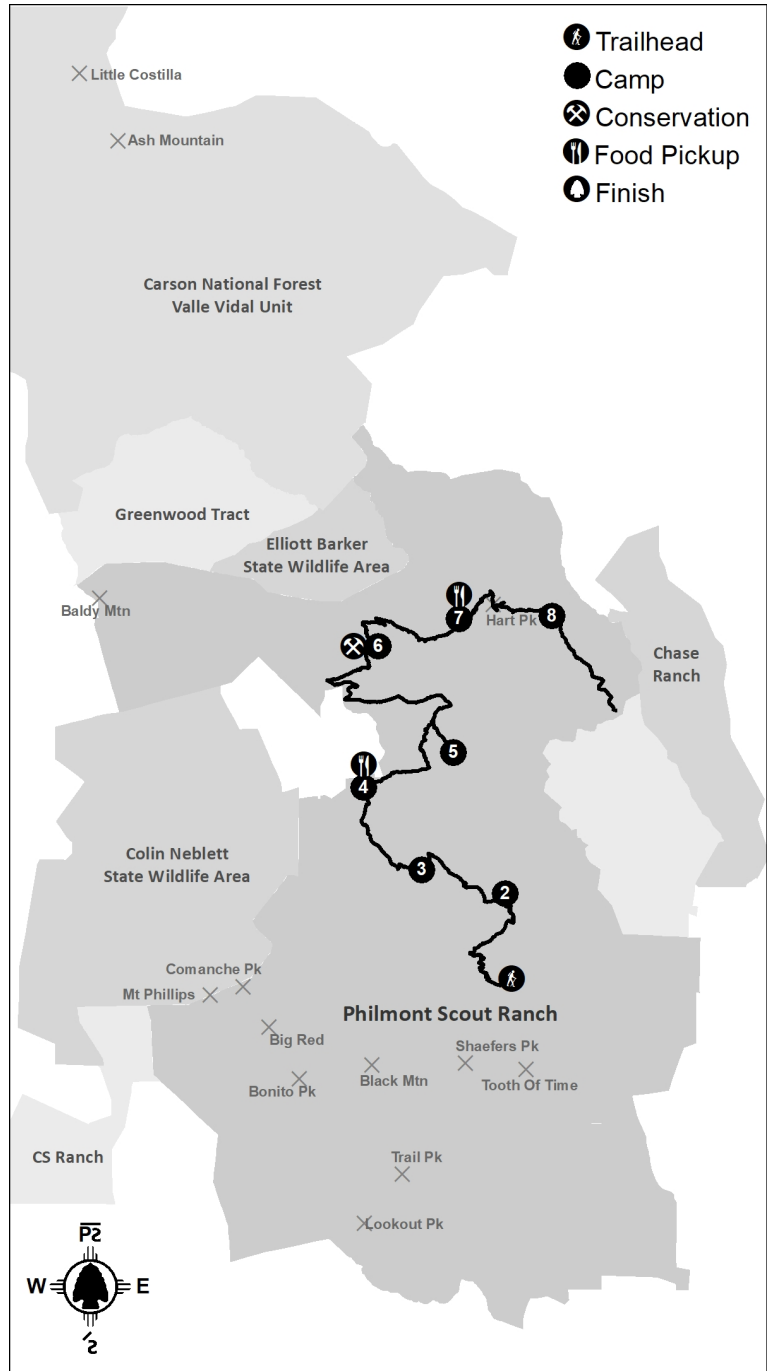 Trailhead
Camp
Conservation
Food Pickup
Finish
Little Costilla
Ash Mountain
Carson National Forest
Valle Vidal Unit
Greenwood Tract
Elliott Barker
State Wildlife Area
Baldy Mtn
7
Hart Pk
8
6
Chase
Ranch
5
4
Colin Neblett
State Wildlife Area
3
2
Comanche Pk
Mt Phillips
Philmont Scout Ranch
Big Red
Shaefers Pk
Black Mtn
Tooth Of Time
Bonito Pk
CS Ranch
Trail Pk
Lookout Pk
W
E